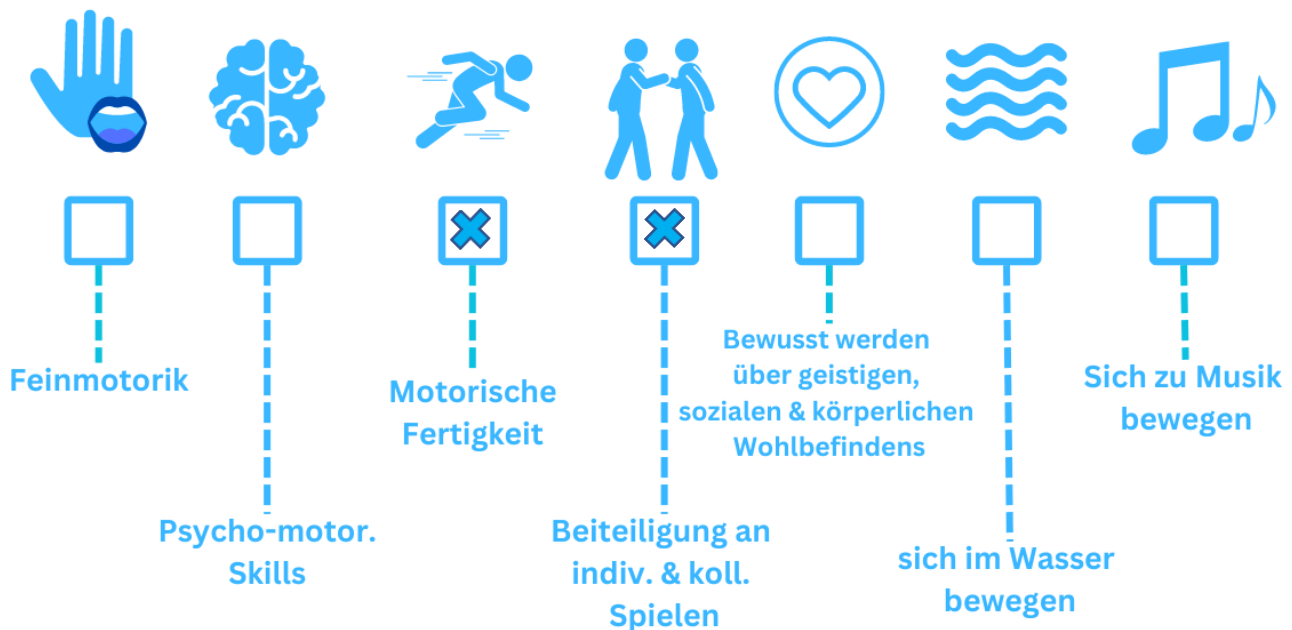 Feinmotorik
Psycho-motor.
Skills
Motorische
Fertigkeit
Beiteiligung an
indiv. & koll.
Spielen
Bewusst werden
über geistigen,
sozialen & körperlichen
Wohlbefindens
sich im Wasser
bewegen
Sich zu Musik
bewegen